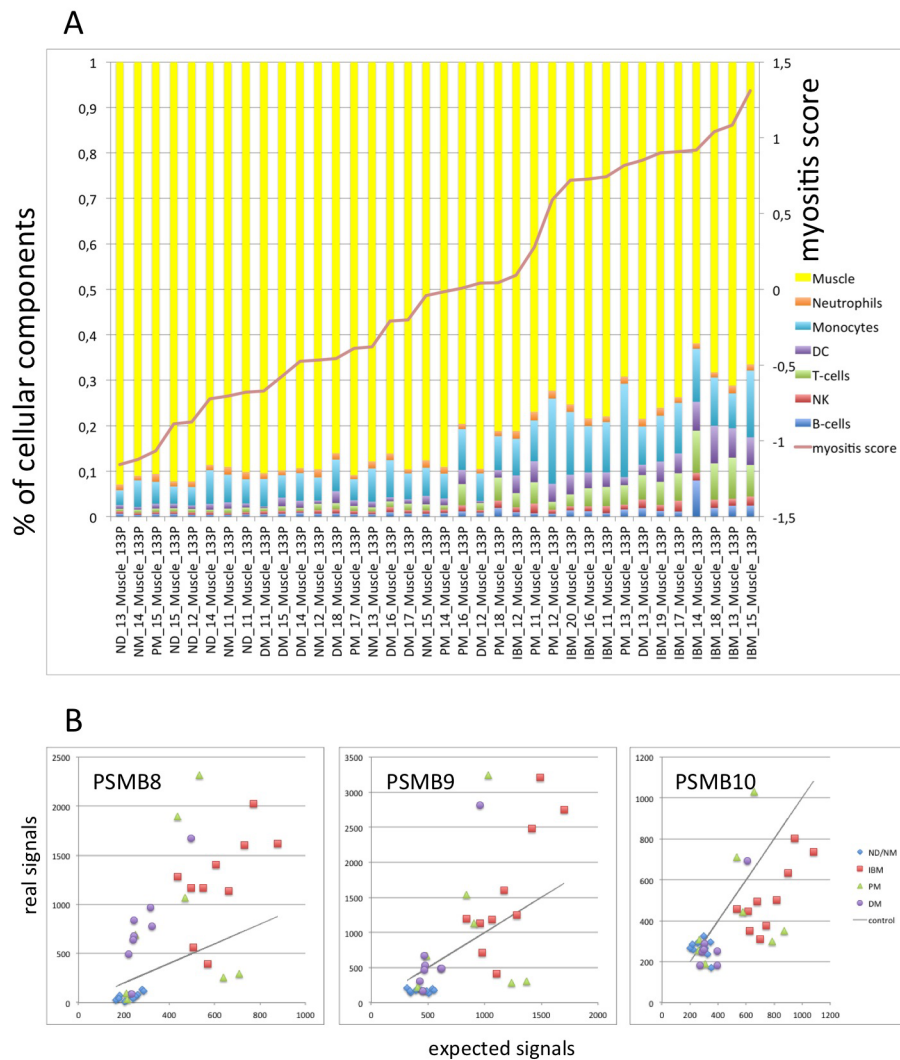 A
% of cellular components
1
0,9
0,8
0,7
0,6
0,5
0,4
0,3
0,2
0,1
0
1,5
1
0,5
0
-0,5
-1
-1,5
myositis score
Muscle
Neutrophils
Monocytes
DC
T-cells
NK
B-cells
myositis score
ND_13_Muscle_133P
NM_14_Muscle_133P
PM_15_Muscle_133P
ND_15_Muscle_133P
ND_12_Muscle_133P
ND_14_Muscle_133P
NM_11_Muscle_133P
ND_11_Muscle_133P
DM_11_Muscle_133P
DM_15_Muscle_133P
DM_14_Muscle_133P
NM_12_Muscle_133P
DM_18_Muscle_133P
PM_17_Muscle_133P
NM_13_Muscle_133P
DM_16_Muscle_133P
DM_17_Muscle_133P
NM_15_Muscle_133P
PM_14_Muscle_133P
PM_16_Muscle_133P
DM_12_Muscle_133P
PM_18_Muscle_133P
IBM_12_Muscle_133P
PM_11_Muscle_133P
PM_12_Muscle_133P
IBM_20_Muscle_133P
IBM_16_Muscle_133P
IBM_11_Muscle_133P
PM_13_Muscle_133P
DM_13_Muscle_133P
IBM_19_Muscle_133P
IBM_17_Muscle_133P
IBM_14_Muscle_133P
IBM_18_Muscle_133P
IBM_13_Muscle_133P
IBM_15_Muscle_133P
B
real signals
PSMB8
2500
2000
1500
1000
500
0
0 200 400 600 800 1000
PSMB9
3500
3000
2500
2000
1500
1000
500
0
0 500 1000 1500 2000
PSMB10
1200
1000
800
600
400
200
0
0 200 400 600 800 1000 1200
ND/NM
IBM
PM
DM
control
expected signals